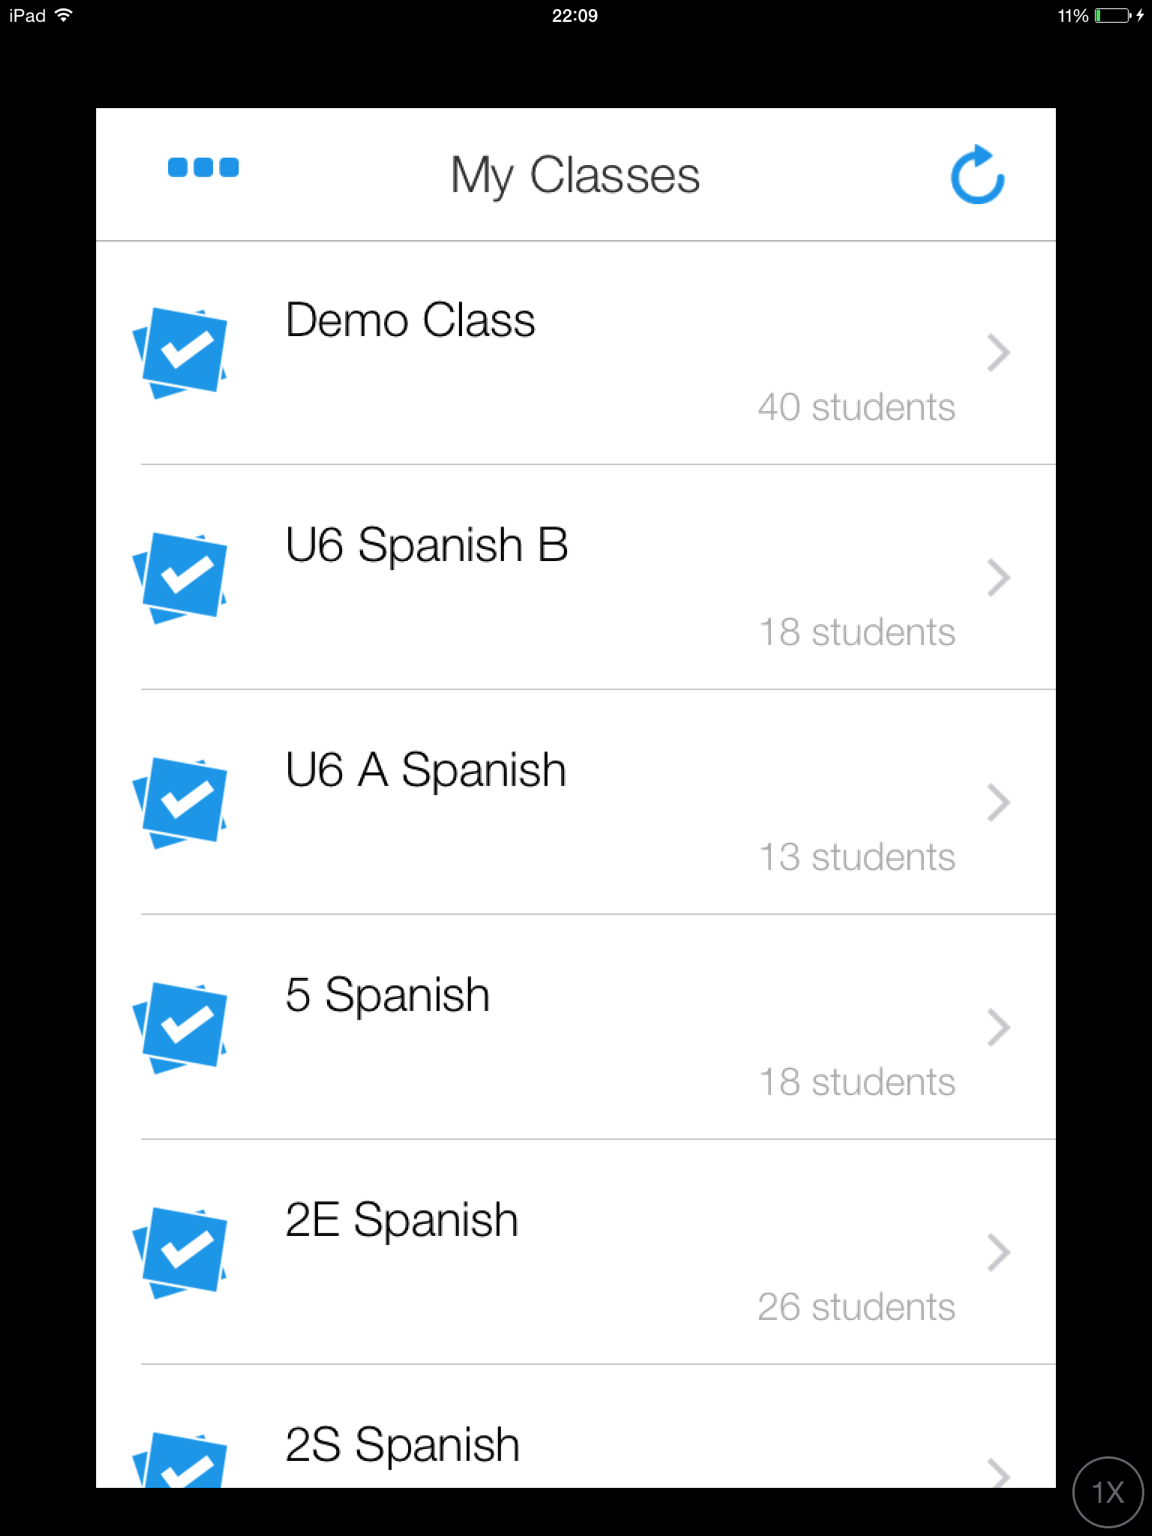 iPad 22:09 11%
My Classes
Demo Class
40 students
U6 Spanish B
18 students
U6 A Spanish
13 students
5 Spanish
18 students
2E Spanish
26 students
2S Spanish
1X